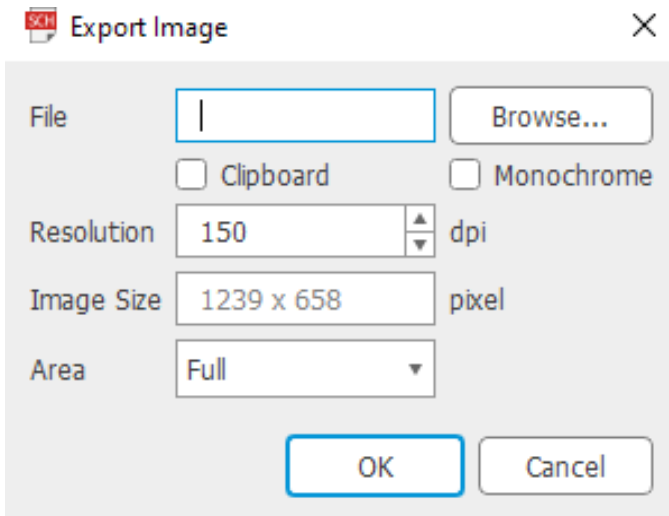 SCH Export Image
File Browse...
Clipboard Monochrome
Resolution 150 dpi
Image Size 1239 x 658 pixel
Area Full
OK Cancel